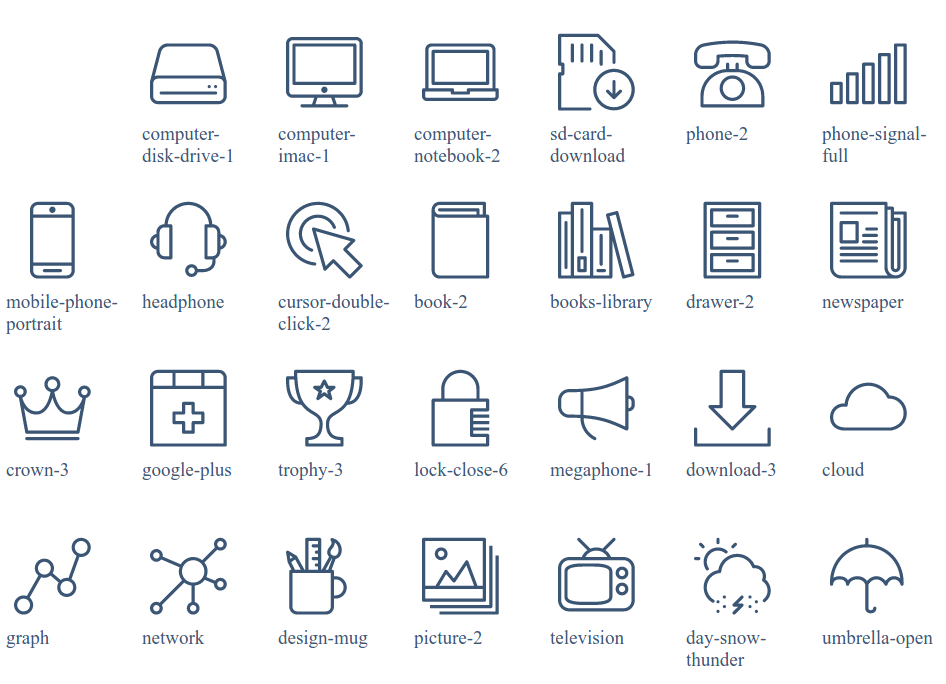 computer-
disk-drive-1
computer-
imac-1
computer-
notebook-2
sd-card-
download
phone-2
phone-signal-
full
mobile-phone-
portrait
headphone
cursor-double-
click-2
book-2
books-library
drawer-2
newspaper
crown-3
google-plus
trophy-3
lock-close-6
megaphone-1
download-3
cloud
graph
network
design-mug
picture-2
television
day-snow-
thunder
umbrella-open